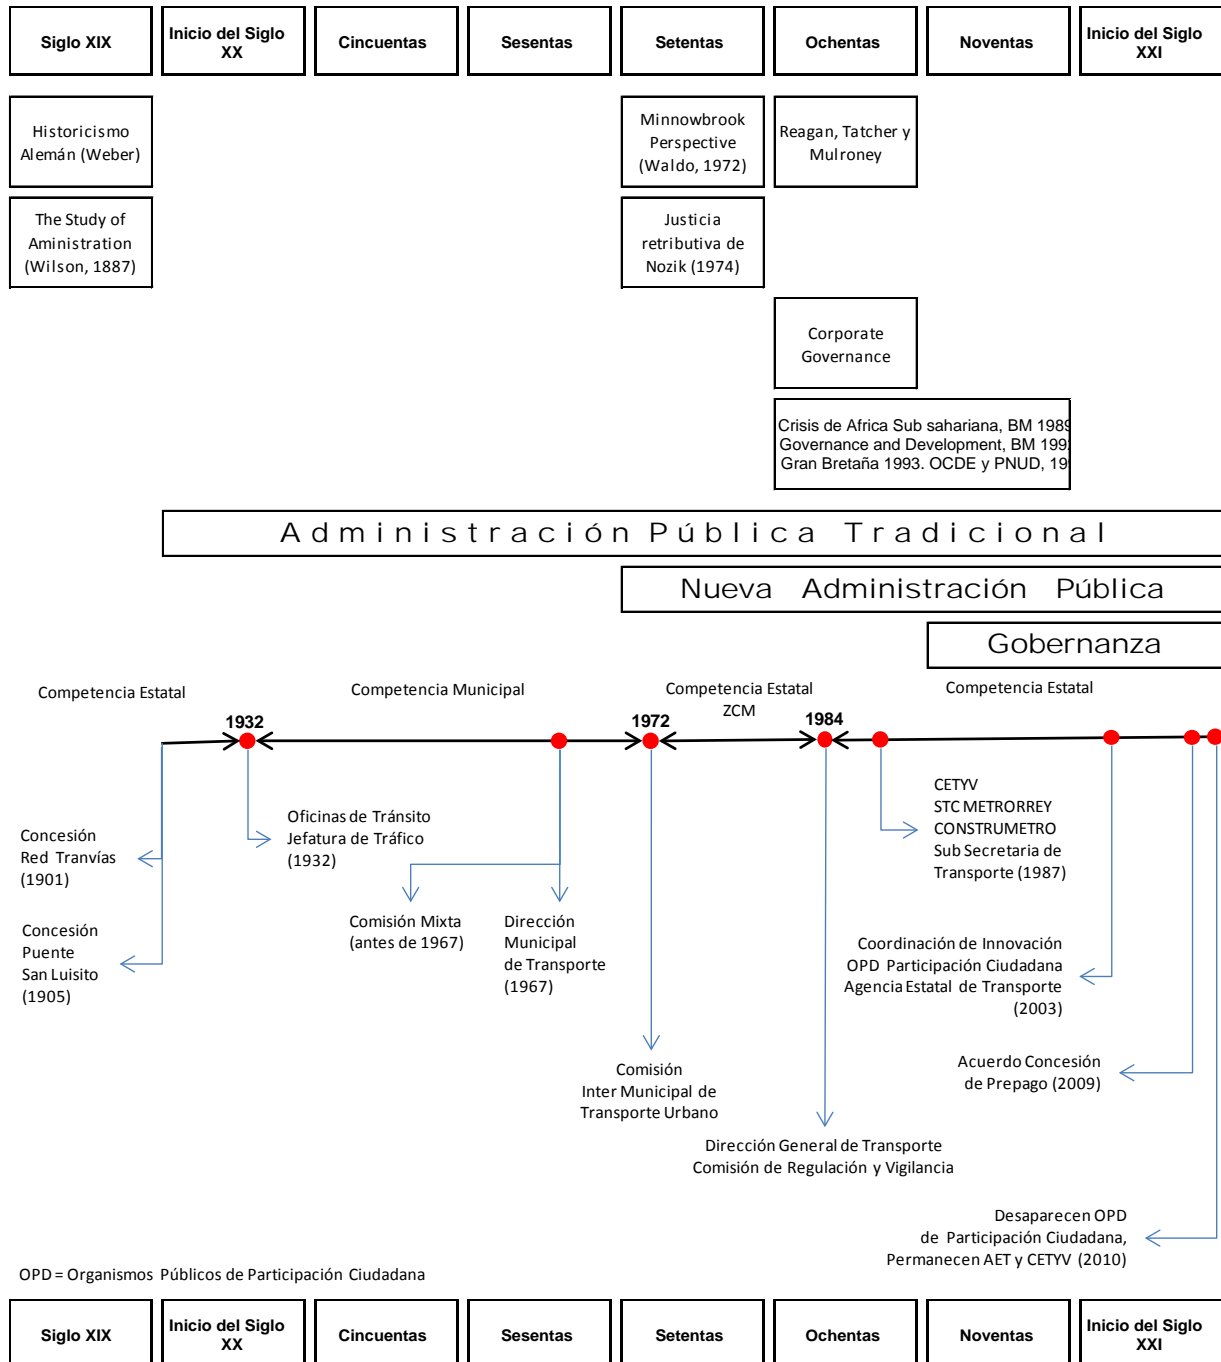 Siglo XIX
Inicio del Siglo
XX
Cincuentas
Sesentas
Setentas
Ochentas
Noventas
Inicio del Siglo
XXI
Historicismo
Alemán (Weber)
Minnowbrook
Perspective
(Waldo, 1972)
Reagan, Tatcher y
Mulroney
The Study of
Aministration
(Wilson, 1887)
Justicia
retributiva de
Nozik (1974)
Corporate
Governance
Crisis de Africa Sub sahariana, BM 1989
Governance and Development, BM 199
Gran Bretaña 1993. OCDE y PNUD, 19
Administración Pública Tradicional
Nueva Administración Pública
Gobernanza
Competencia Estatal
Competencia Municipal
Competencia Estatal
ZCM
Competencia Estatal
1932
1972
1984
Concesión
Red Tranvías
(1901)
Concesión
Puente
San Luisito
(1905)
Oficinas de Tránsito
Jefatura de Tráfico
(1932)
Comisión Mixta
(antes de 1967)
Dirección
Municipal
de Transporte
(1967)
Comisión
Inter Municipal de
Transporte Urbano
Dirección General de Transporte
Comisión de Regulación y Vigilancia
CETYV
STC METRORREY
CONSTRUMETRO
Sub Secretaria de
Transporte (1987)
Coordinación de Innovación
OPD Participación Ciudadana
Agencia Estatal de Transporte
(2003)
Acuerdo Concesión
de Prepago (2009)
Desaparecen OPD
de Participación Ciudadana,
Permanecen AET y CETYV (2010)
OPD = Organismos Públicos de Participación Ciudadana
Siglo XIX
Inicio del Siglo
XX
Cincuentas
Sesentas
Setentas
Ochentas
Noventas
Inicio del Siglo
XXI